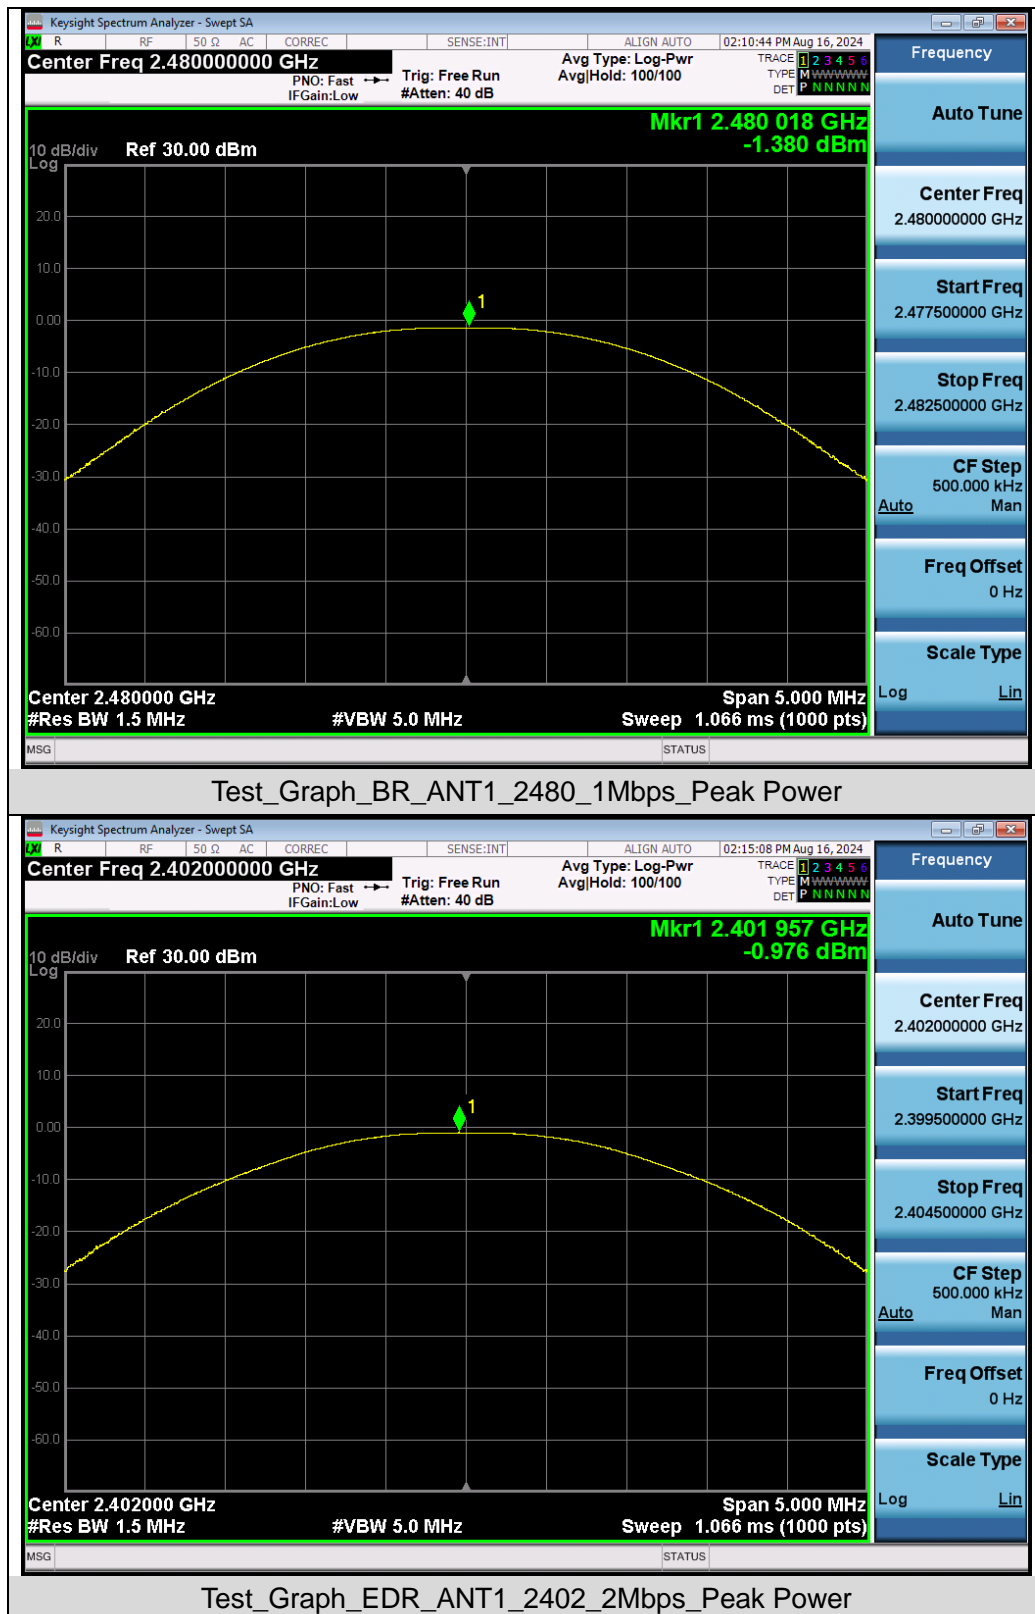 Keysight Spectrum Analyzer - Swept SA
LXI R RF 50 Ω AC CORREC SENSE:INT ALIGN AUTO 02:10:44 PM Aug 16, 2024
Center Freq 2.480000000 GHz
PNO: Fast
IFGain:Low
Trig: Free Run
#Atten: 40 dB
Avg Type: Log-Pwr
Avg|Hold: 100/100
TRACE 1 2 3 4 5 6
TYPE M WWWWW
DET P N N N N N
Mkr1 2.480 018 GHz
-1.380 dBm
10 dB/div Ref 30.00 dBm
Log
20.0
10.0
0.00
-10.0
-20.0
-30.0
-40.0
-50.0
-60.0
1
Center 2.480000 GHz Span 5.000 MHz
#Res BW 1.5 MHz #VBW 5.0 MHz Sweep 1.066 ms (1000 pts)
MSG STATUS
Frequency
Auto Tune
Center Freq
2.480000000 GHz
Start Freq
2.477500000 GHz
Stop Freq
2.482500000 GHz
CF Step
500.000 kHz
Auto Man
Freq Offset
0 Hz
Scale Type
Log Lin
Test_Graph_BR_ANT1_2480_1Mbps_Peak Power
Keysight Spectrum Analyzer - Swept SA
LXI R RF 50 Ω AC CORREC SENSE:INT ALIGN AUTO 02:15:08 PM Aug 16, 2024
Center Freq 2.402000000 GHz
PNO: Fast
IFGain:Low
Trig: Free Run
#Atten: 40 dB
Avg Type: Log-Pwr
Avg|Hold: 100/100
TRACE 1 2 3 4 5 6
TYPE M WWWWW
DET P N N N N N
Mkr1 2.401 957 GHz
-0.976 dBm
10 dB/div Ref 30.00 dBm
Log
20.0
10.0
0.00
-10.0
-20.0
-30.0
-40.0
-50.0
-60.0
1
Center 2.402000 GHz Span 5.000 MHz
#Res BW 1.5 MHz #VBW 5.0 MHz Sweep 1.066 ms (1000 pts)
MSG STATUS
Frequency
Auto Tune
Center Freq
2.402000000 GHz
Start Freq
2.399500000 GHz
Stop Freq
2.404500000 GHz
CF Step
500.000 kHz
Auto Man
Freq Offset
0 Hz
Scale Type
Log Lin
Test_Graph_EDR_ANT1_2402_2Mbps_Peak Power